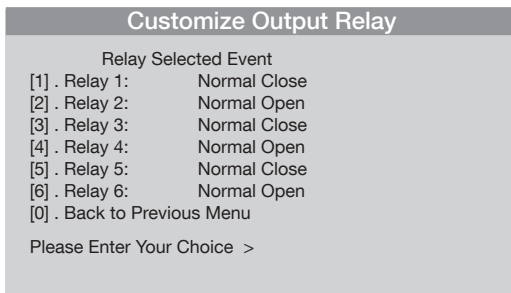 Customize Output Relay
Relay Selected Event
[1] . Relay 1: Normal Close
[2] . Relay 2: Normal Open
[3] . Relay 3: Normal Close
[4] . Relay 4: Normal Open
[5] . Relay 5: Normal Close
[6] . Relay 6: Normal Open
[0] . Back to Previous Menu
Please Enter Your Choice >